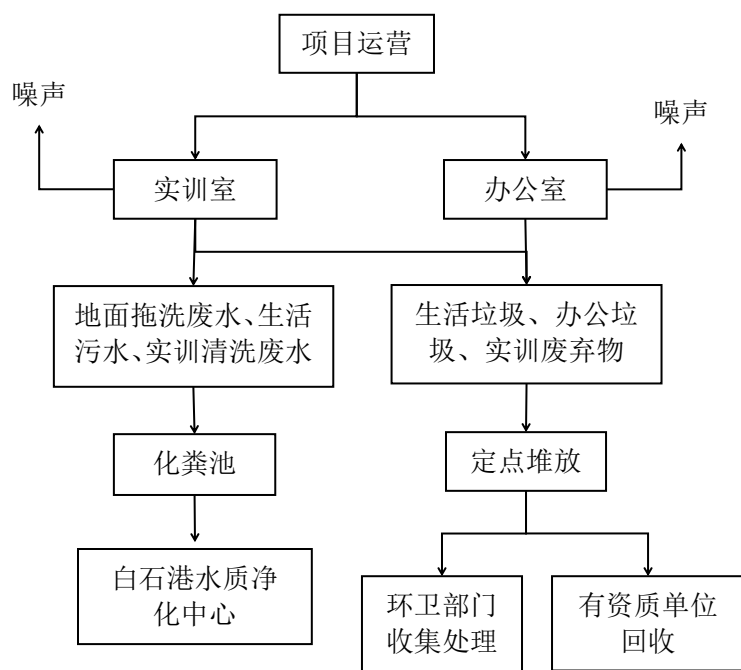 项目运营
噪声
噪声
实训室
办公室
地面拖洗废水、生活
污水、实训清洗废水
生活垃圾、办公垃
圾、实训废弃物
化粪池
定点堆放
白石港水质净
化中心
环卫部门
收集处理
有资质单位
回收